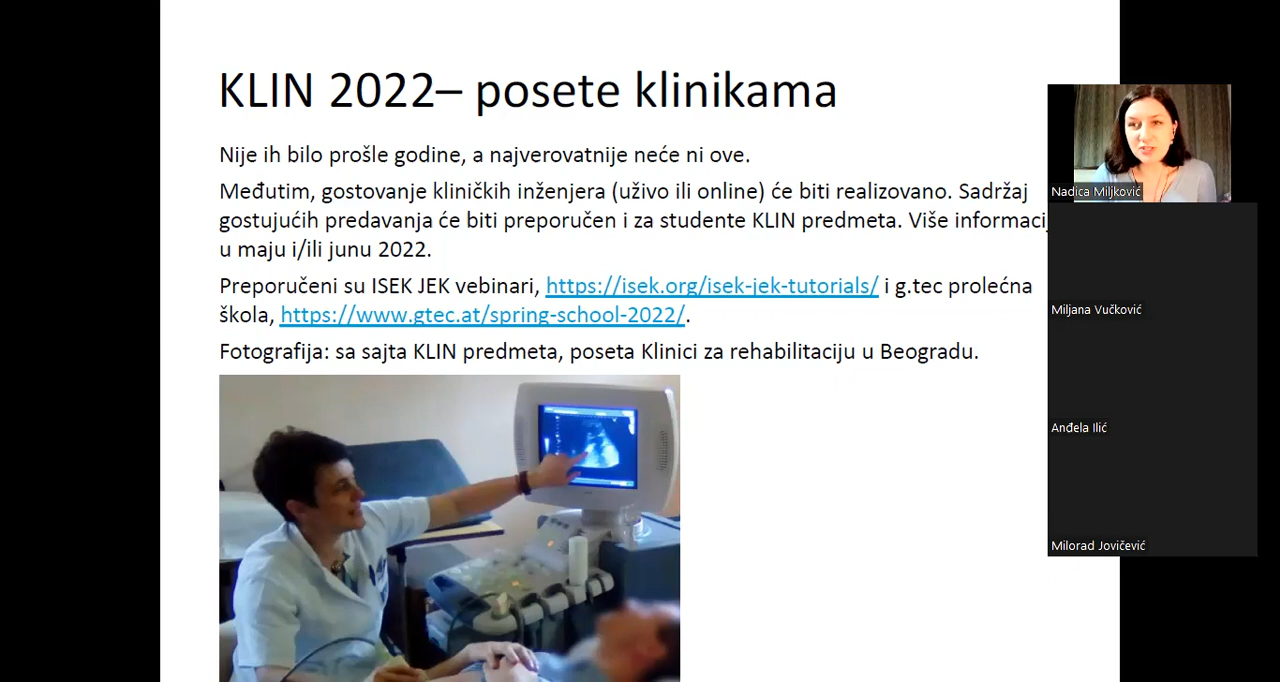 KLIN 2022– posete klinikama
Nije ih bilo prošle godine, a najverovatnije neće ni ove.
Međutim, gostovanje kliničkih inženjera (uživo ili online) će biti realizovano. Sadržaj
gostujućih predavanja će biti preporučen i za studente KLIN predmeta. Više informacij
u maju i/ili junu 2022.
Preporučeni su ISEK JEK vebinari, https://isek.org/isek-jek-tutorials/ i g.tec prolećna
škola, https://www.gtec.at/spring-school-2022/.
Fotografija: sa sajta KLIN predmeta, poseta Klinici za rehabilitaciju u Beogradu.
Nadica Miljković
Miljana Vučković
Anđela Ilić
Milorad Jovičević